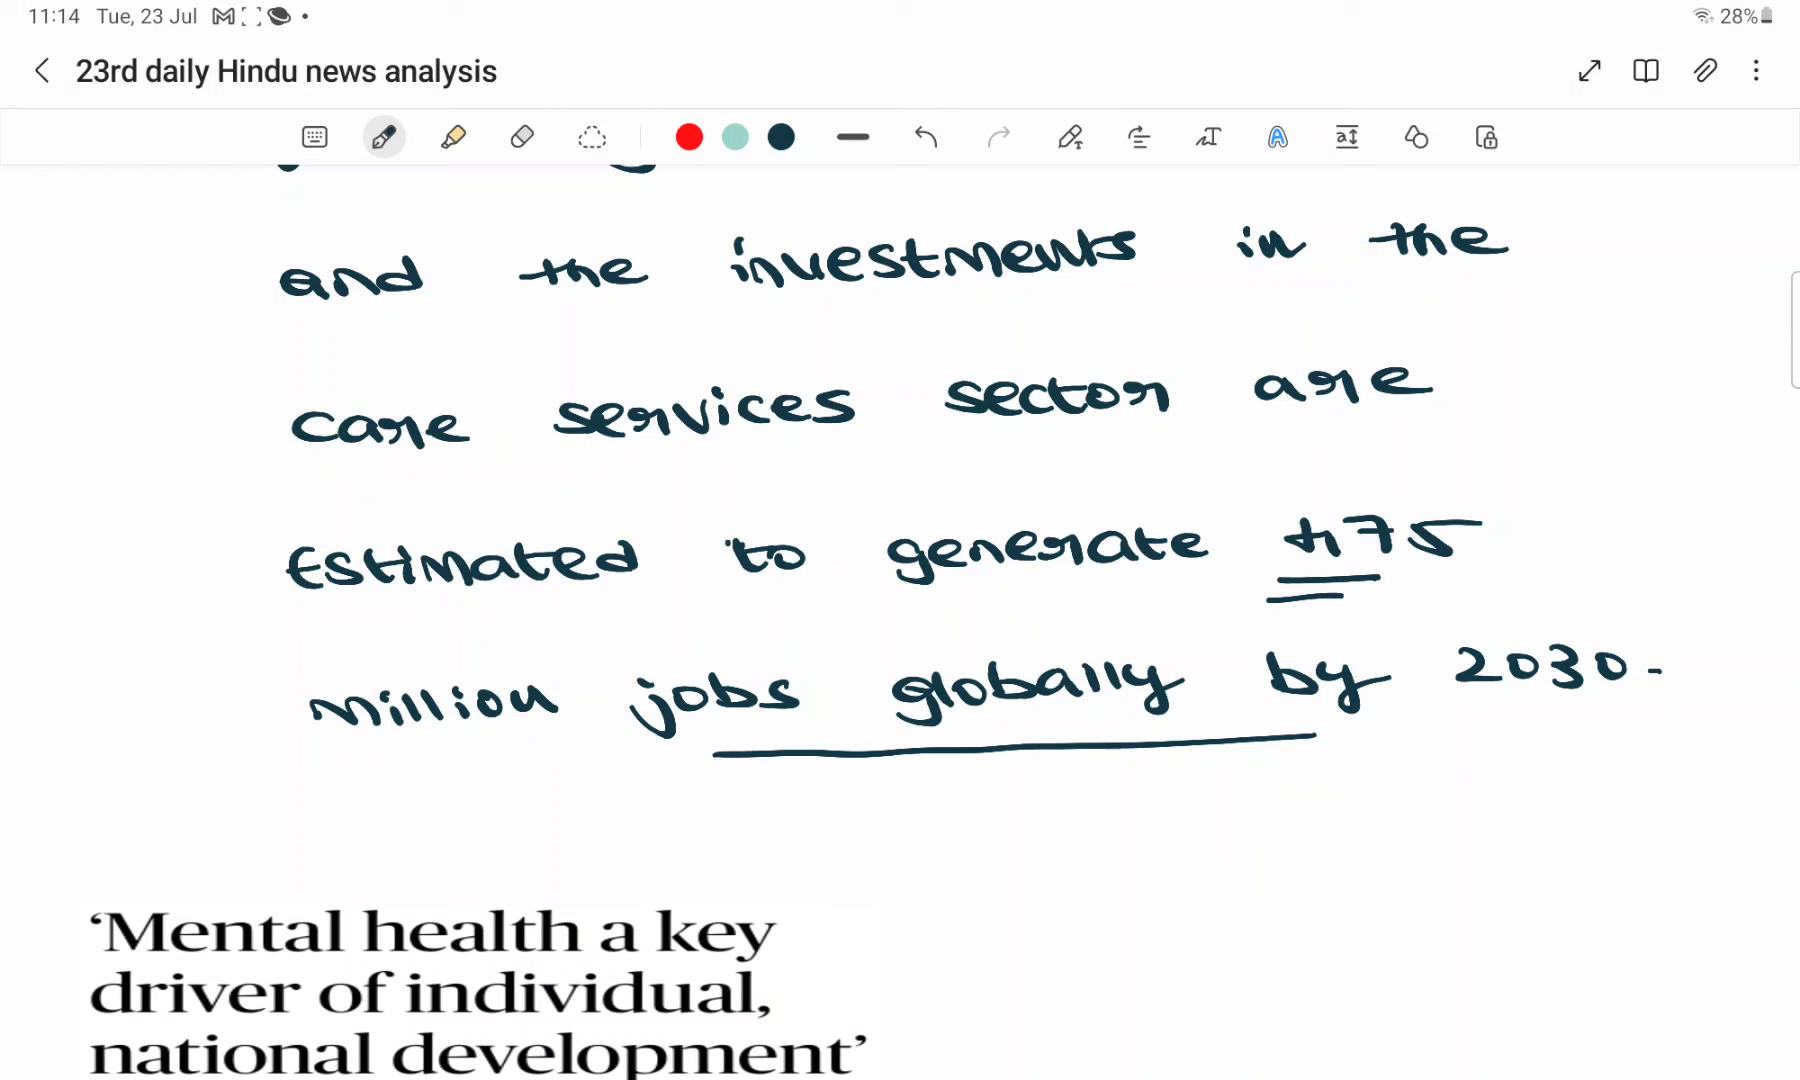 11:14 Tue, 23 Jul 28%
23rd daily Hindu news analysis
and the investments in the
care services sector are
Estimated to generate 475
million jobs globally by 2030.
‘Mental health a key
driver of individual,
national development’